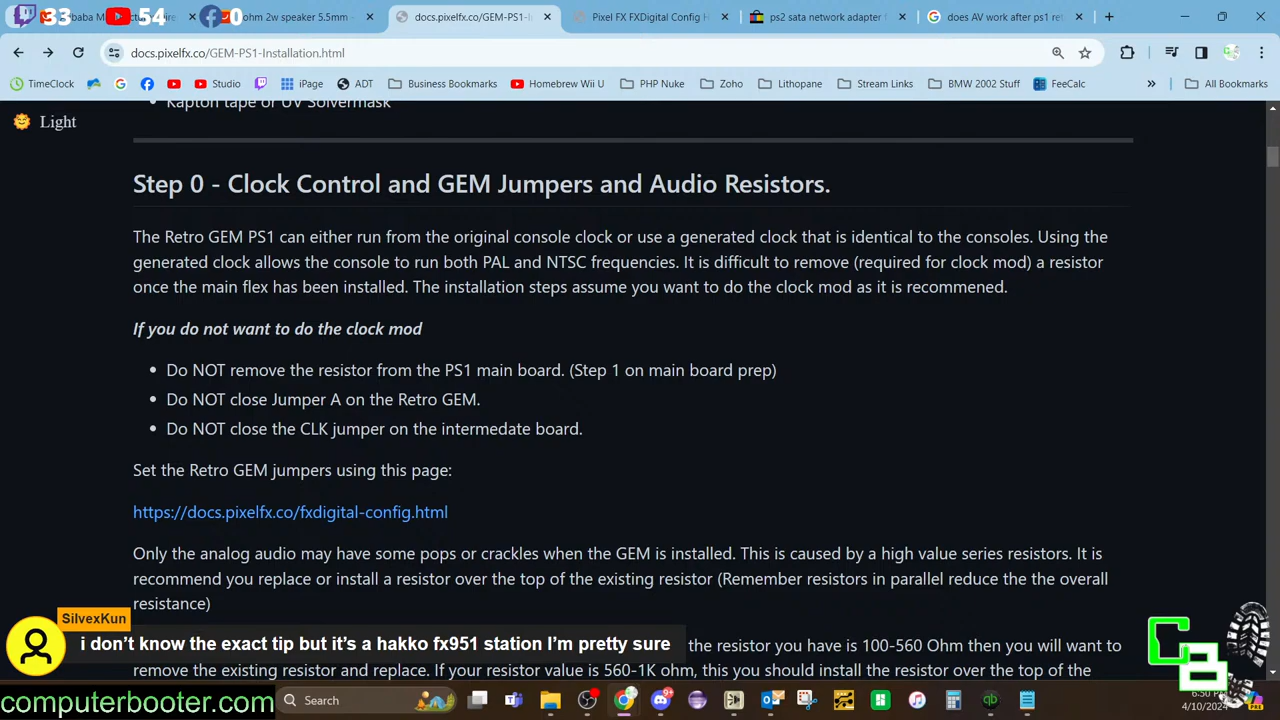 33 54 0
baba M ire
ohm 2w speaker 5.5mm -
docs.pixelfx.co/GEM-PS1-I
Pixel FX FXDigital Config H
ps2 sata network adapter f
does AV work after ps1 ret
docs.pixelfx.co/GEM-PS1-Installation.html
TimeClock
Studio
iPage
ADT
Business Bookmarks
Homebrew Wii U
PHP Nuke
Zoho
Lithopane
Stream Links
BMW 2002 Suff
FeeCalc
All Bookmarks
Kapton tape or UV Solvermask
Light
Step 0 - Clock Control and GEM Jumpers and Audio Resistors.
The Retro GEM PS1 can either run from the original console clock or use a generated clock that is identical to the consoles. Using the
generated clock allows the console to run both PAL and NTSC frequencies. It is difficult to remove (required for clock mod) a resistor
once the main flex has been installed. The installation steps assume you want to do the clock mod as it is recommened.
If you do not want to do the clock mod
• Do NOT remove the resistor from the PS1 main board. (Step 1 on main board prep)
• Do NOT close Jumper A on the Retro GEM.
• Do NOT close the CLK jumper on the intermedate board.
Set the Retro GEM jumpers using this page:
https://docs.pixelfx.co/fxdigital-config.html
Only the analog audio may have some pops or crackles when the GEM is installed. This is caused by a high value series resistors. It is
recommend you replace or install a resistor over the top of the existing resistor (Remember resistors in parallel reduce the the overall
resistance)
SilvexKun
i don't know the exact tip but it's a hakko fx951 station I'm pretty sure
the resistor you have is 100-560 Ohm then you will want to
remove the existing resistor and replace. If your resistor value is 560-1K ohm, this you should install the resistor over the top of the
computerbooter.com
Search
4/10/2024